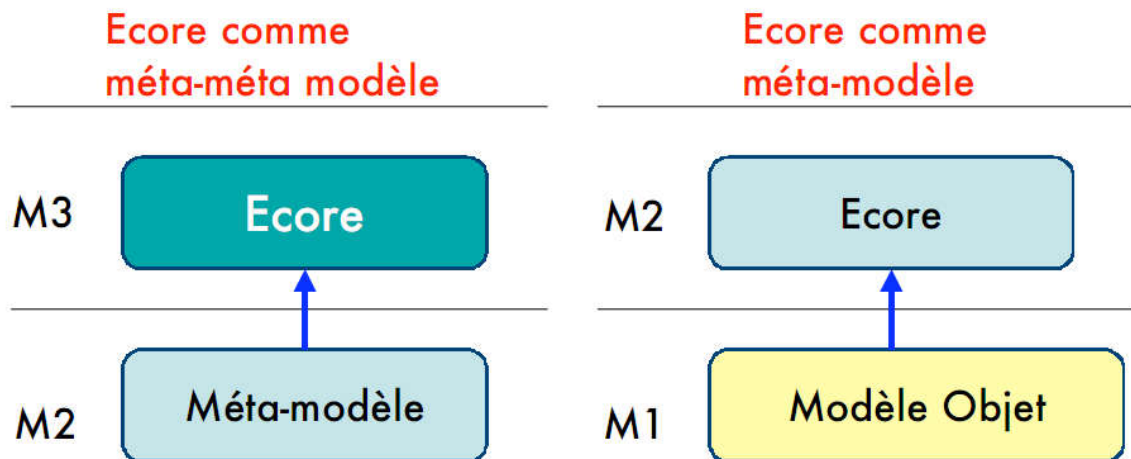 Ecore comme
méta-méta modèle
M3
Ecore
M2
Méta-modèle
Ecore comme
méta-modèle
M2
Ecore
M1
Modèle Objet